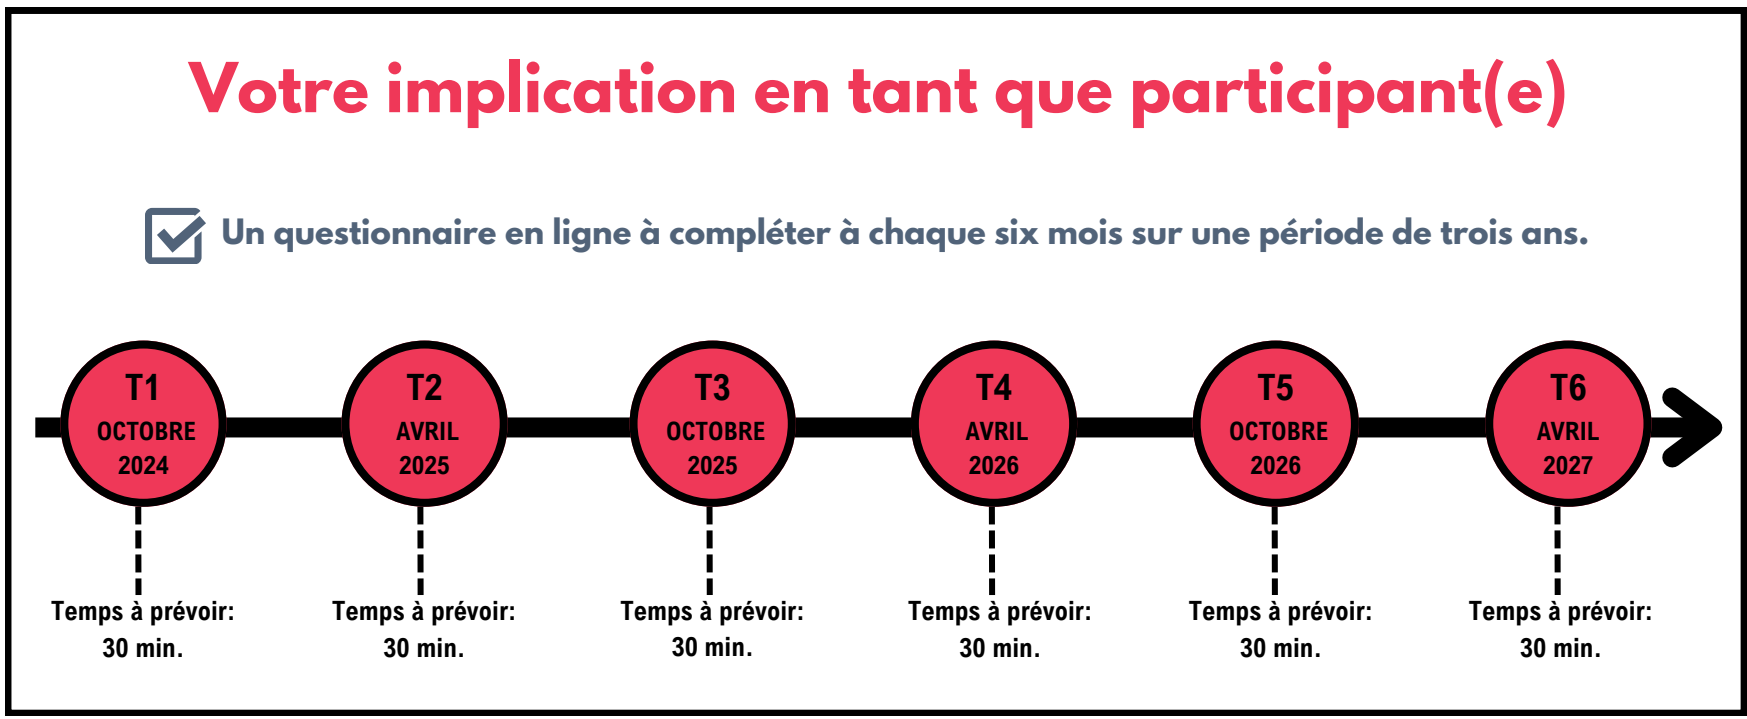 Votre implication en tant que participant(e)
Un questionnaire en ligne à compléter à chaque six mois sur une période de trois ans.
T1
OCTOBRE
2024
T2
AVRIL
2025
T3
OCTOBRE
2025
T4
AVRIL
2026
T5
OCTOBRE
2026
T6
AVRIL
2027
Temps à prévoir:
30 min.
Temps à prévoir:
30 min.
Temps à prévoir:
30 min.
Temps à prévoir:
30 min.
Temps à prévoir:
30 min.
Temps à prévoir:
30 min.